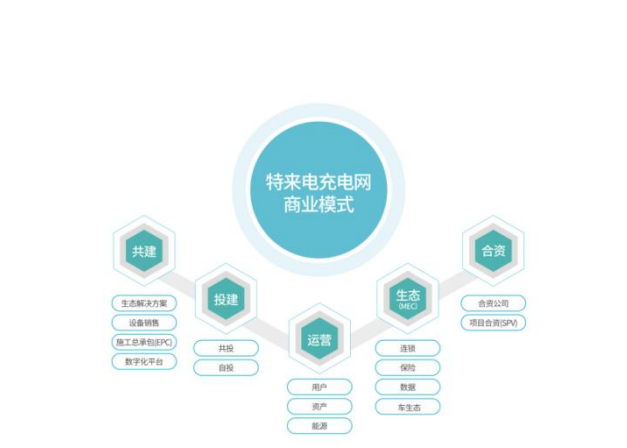 特来电充电网
商业模式
共建
生态解决方案
设备销售
施工总承包(EPC)
数字化平台
投建
共投
自投
运营
用户
资产
能源
生态
(MEC)
连锁
保险
数据
车生态
合资
合资公司
项目合资(SPV)